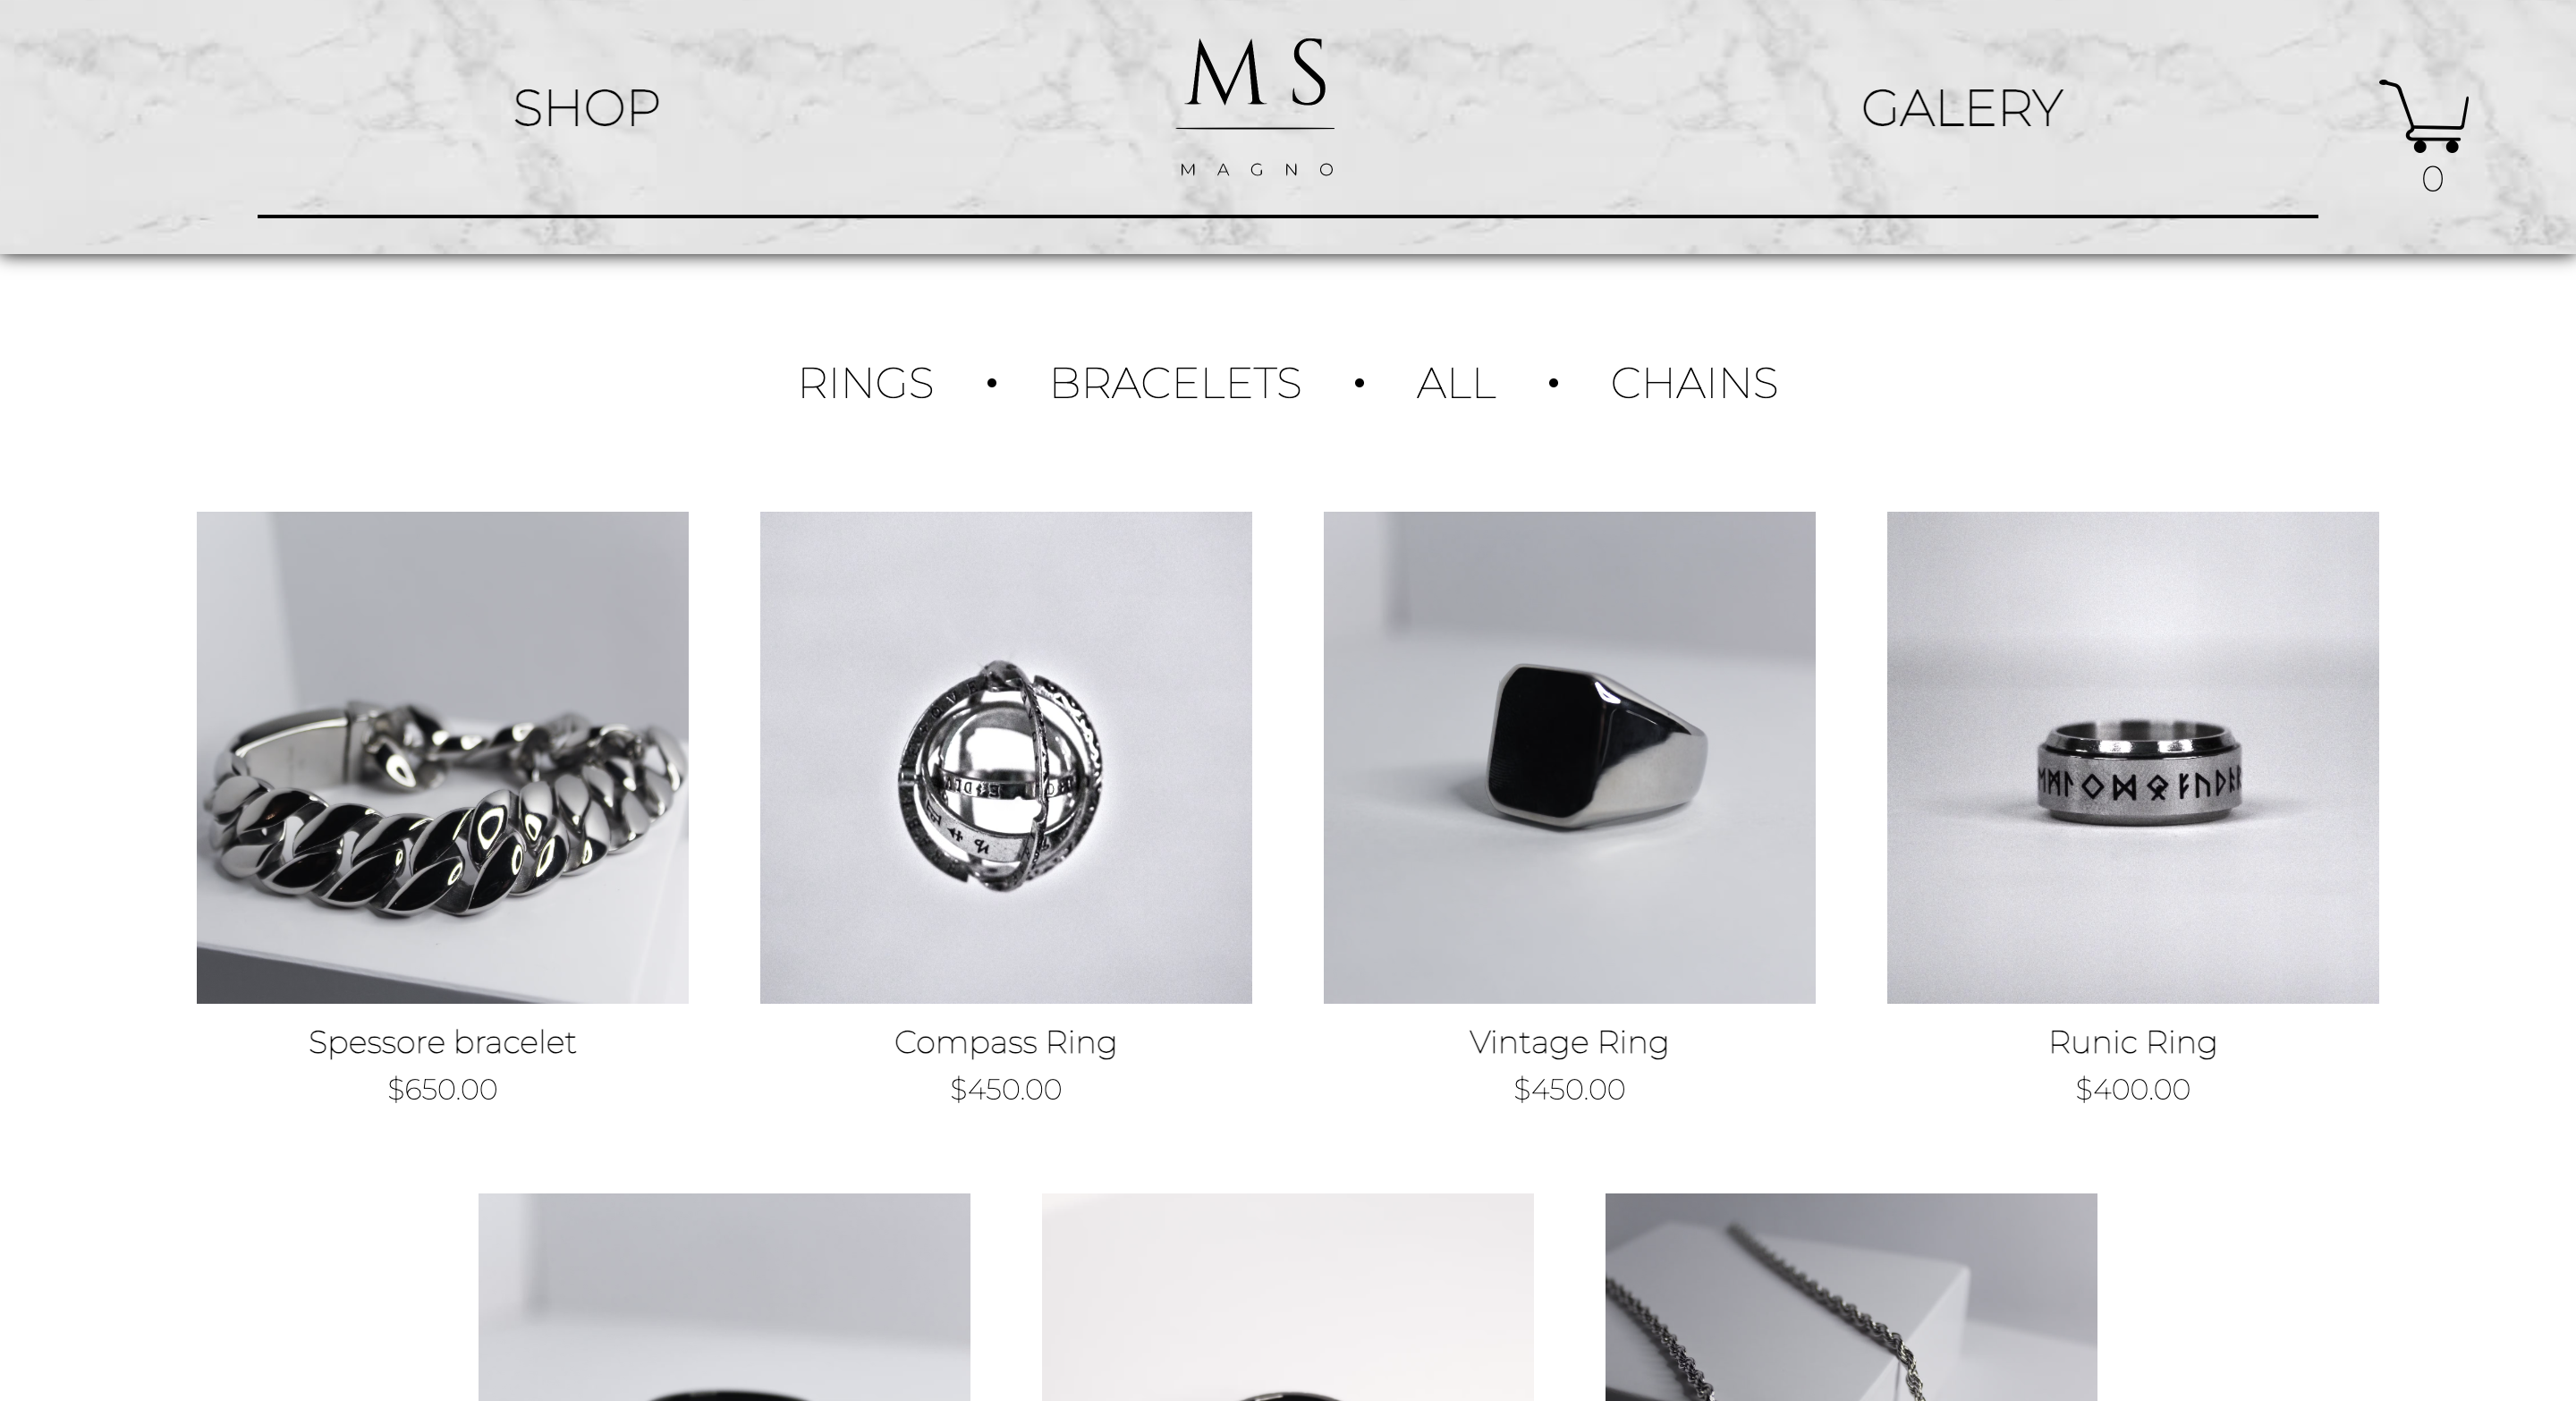 MS
SHOP
GALERY
MAGNO
0
RINGS • BRACELETS • ALL • CHAINS
Spessore bracelet
Compass Ring
Vintage Ring
Runic Ring
$650.00
$450.00
$450.00
$400.00